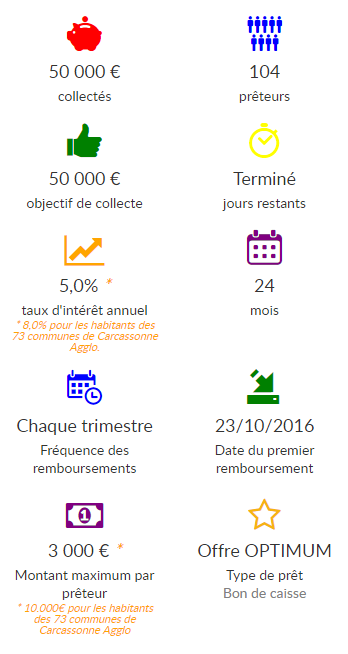 50 000 €
collectés
104
prêteurs
50 000 €
objectif de collecte
Terminé
jours restants
5,0% *
taux d'intérêt annuel
* 8,0% pour les habitants des
73 communes de Carcassonne
Agglo.
24
mois
Chaque trimestre
Fréquence des
remboursements
23/10/2016
Date du premier
remboursement
1
3 000 € *
Montant maximum par
prêteur
* 10.000€ pour les habitants
des 73 communes de
Carcassonne Agglo
Offre OPTIMUM
Type de prêt
Bon de caisse